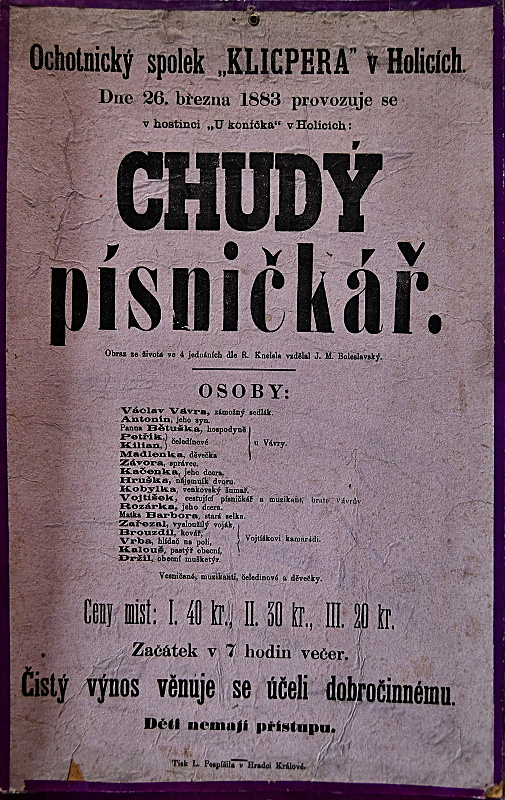 Ochotnický spolek „KLICPERA" v Holicích.
Dne 26. března 1883 provozuje se
v hostinci „U koníčka“ v Holicích:
CHUDÝ
písničkář.
Obraz ze života ve 4 jednáních dle R. Kneisla vzdělal J. M. Boleslavský.
OSOBY:
Václav Vávra, zámožný sedlák.
Antonín, jeho syn.
Panna Bětuška, hospodyně
Petřík,
Kilian, } čeledínové
Madlenka, děvečka
} u Vávry.
Závora, správce.
Kačenka, jeho dcera.
Hruška, nájemník dvoru.
Kobylka, venkovský šumař.
Vojtíšek, cestující písničkář a muzikant, bratr Vávrův
Rozárka, jeho dcera.
Matka Barbora, stará selka.
Zařezal, vysloužilý voják,
Brouzdil, kovář,
Vrba, hlídač na poli,
Kalouš, pastýř obecní,
} Vojtíškovi kamarádi.
Držil, obecní mušketýr.
Vesničané, muzikanti, čeledínové a děvečky.
Ceny míst: I. 40 kr., II. 30 kr., III. 20 kr.
Začátek v 7 hodin večer.
Čistý výnos věnuje se účeli dobročinnému.
Děti nemají přístupu.
Tisk L. Pospíšila v Hradci Králové.